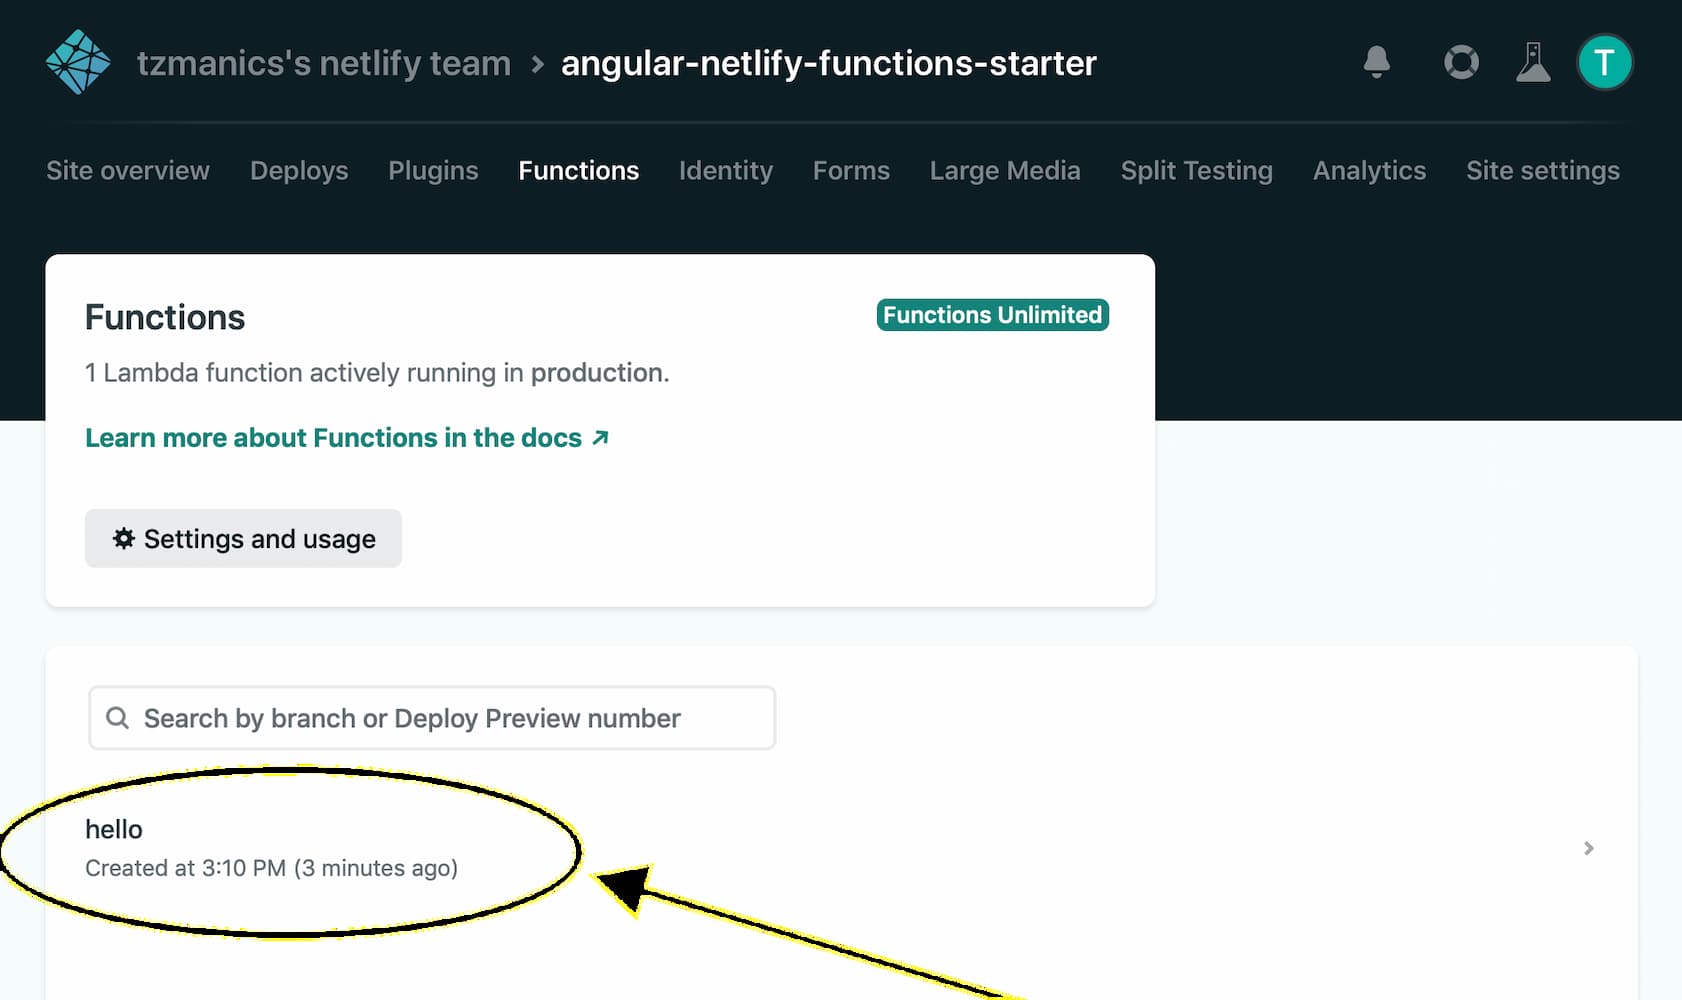 tzmanics's netlify team > angular-netlify-functions-starter T
Site overview Deploys Plugins Functions Identity Forms Large Media Split Testing Analytics Site settings
Functions Functions Unlimited
1 Lambda function actively running in production.
Learn more about Functions in the docs ↗
Settings and usage
Search by branch or Deploy Preview number
hello
Created at 3:10 PM (3 minutes ago)